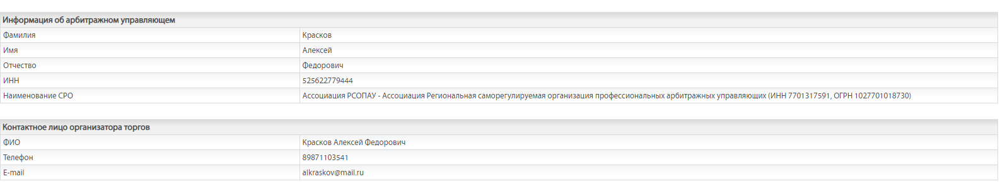 Информация об арбитражном управляющем
Фамилия Красков
Имя Алексей
Отчество Федорович
ИНН 525622779444
Наименование СРО Ассоциация РСОПАУ - Ассоциация Региональная саморегулируемая организация профессиональных арбитражных управляющих (ИНН 7701317591, ОГРН 1027701018730)
Контактное лицо организатора торгов
ФИО Красков Алексей Федорович
Телефон 89871103541
E-mail alkraskov@mail.ru